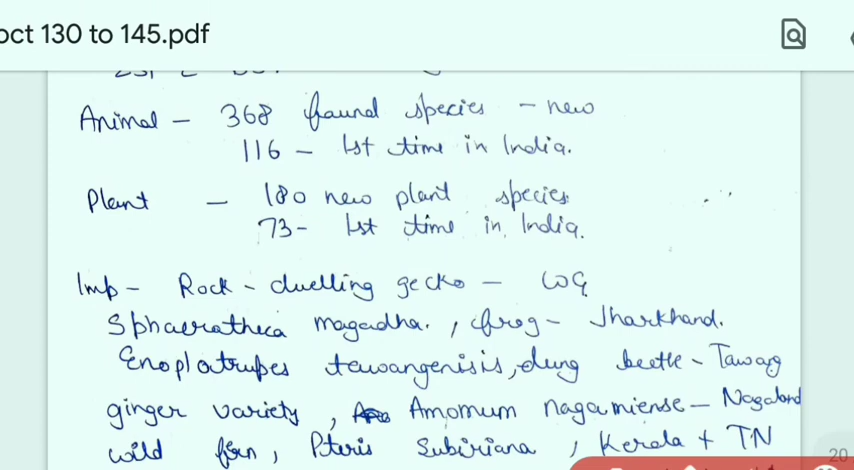 oct 130 to 145.pdf
Animal - 368 faunal species - new
116 - 1st time in India.
Plant - 180 new plant species
73 - 1st time in India.
Imp - Rock - dwelling gecko - WG
Sphaerotheca magadha. , frog - Jharkhand.
Enoplotrupes tawangenisis, dung beetle - Tawang
ginger variety, Amomum nagamiense - Nagaland
wild fern, Pteris Subiriana, Kerala + TN
20